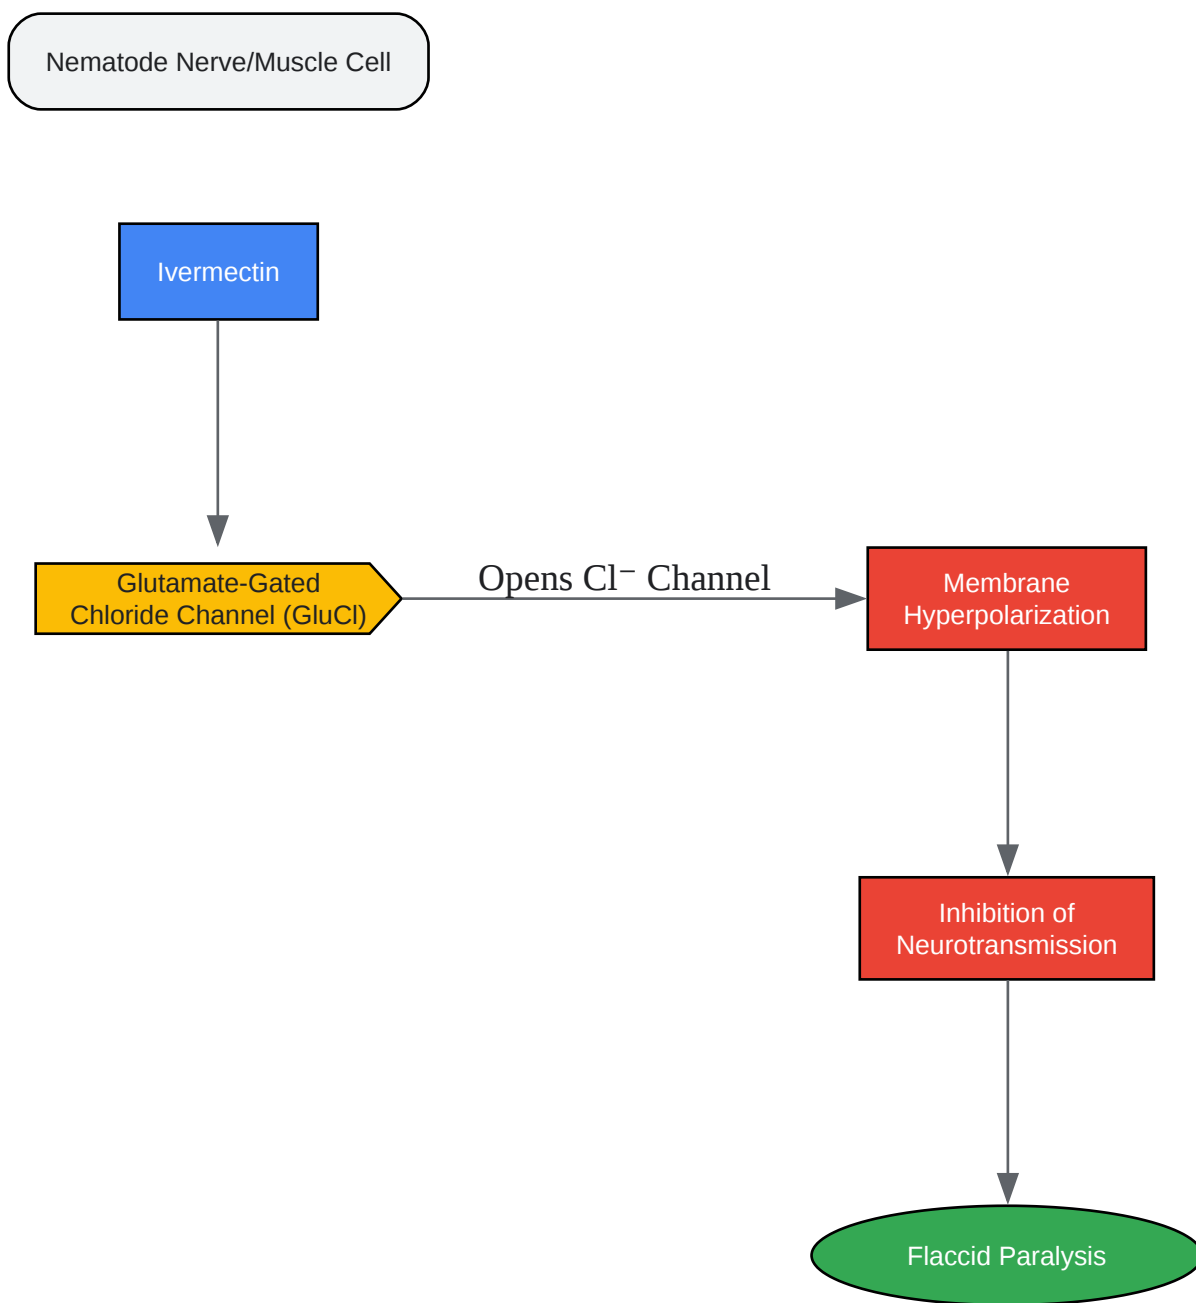 Nematode Nerve/Muscle Cell
Ivermectin
Glutamate-Gated
Chloride Channel (GluCl)
Opens Cl⁻ Channel
Membrane
Hyperpolarization
Inhibition of
Neurotransmission
Flaccid Paralysis